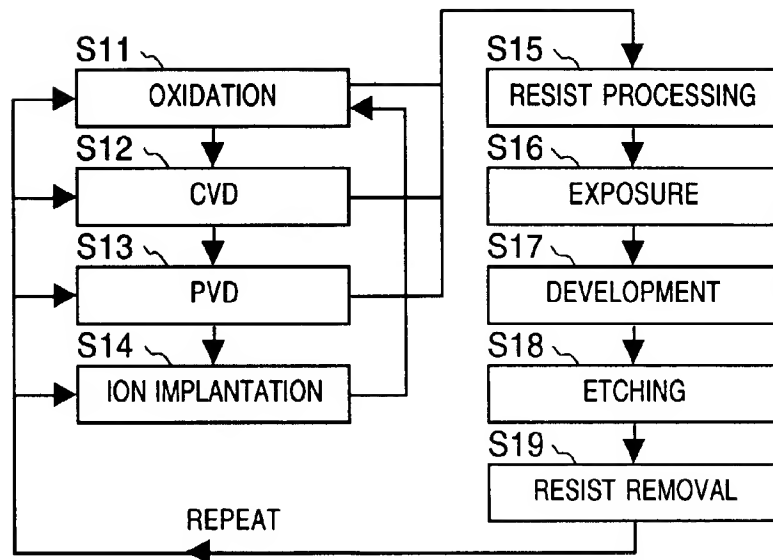 S11
OXIDATION
S12
CVD
S13
PVD
S14
ION IMPLANTATION
S15
RESIST PROCESSING
S16
EXPOSURE
S17
DEVELOPMENT
S18
ETCHING
S19
RESIST REMOVAL
REPEAT